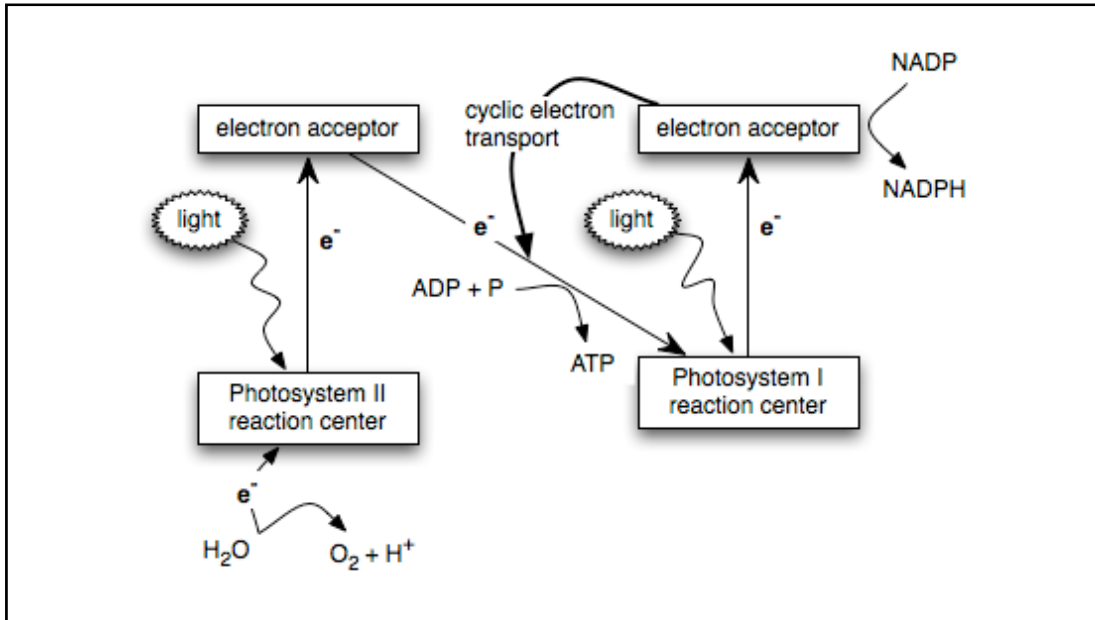 NADP
cyclic electron
transport
electron acceptor
electron acceptor
NADPH
light
light
e⁻
e⁻
e⁻
ADP + P
ATP
Photosystem II
reaction center
Photosystem I
reaction center
e⁻
H₂O
O₂ + H⁺